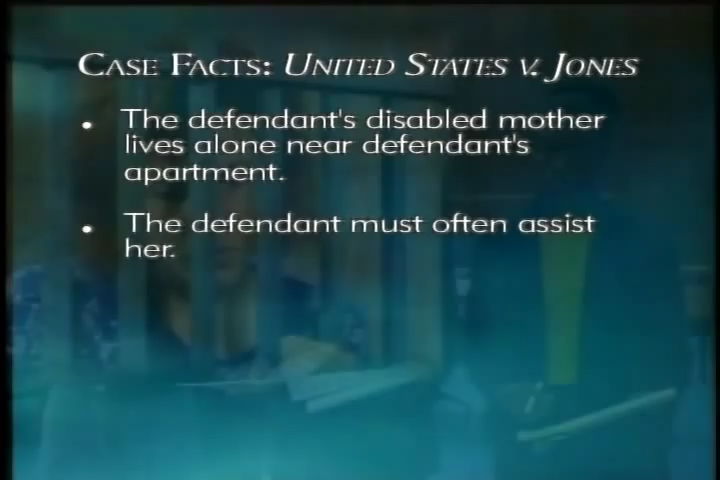 CASE FACTS: UNITED STATES V. JONES
• The defendant's disabled mother
lives alone near defendant's
apartment.
• The defendant must often assist
her.